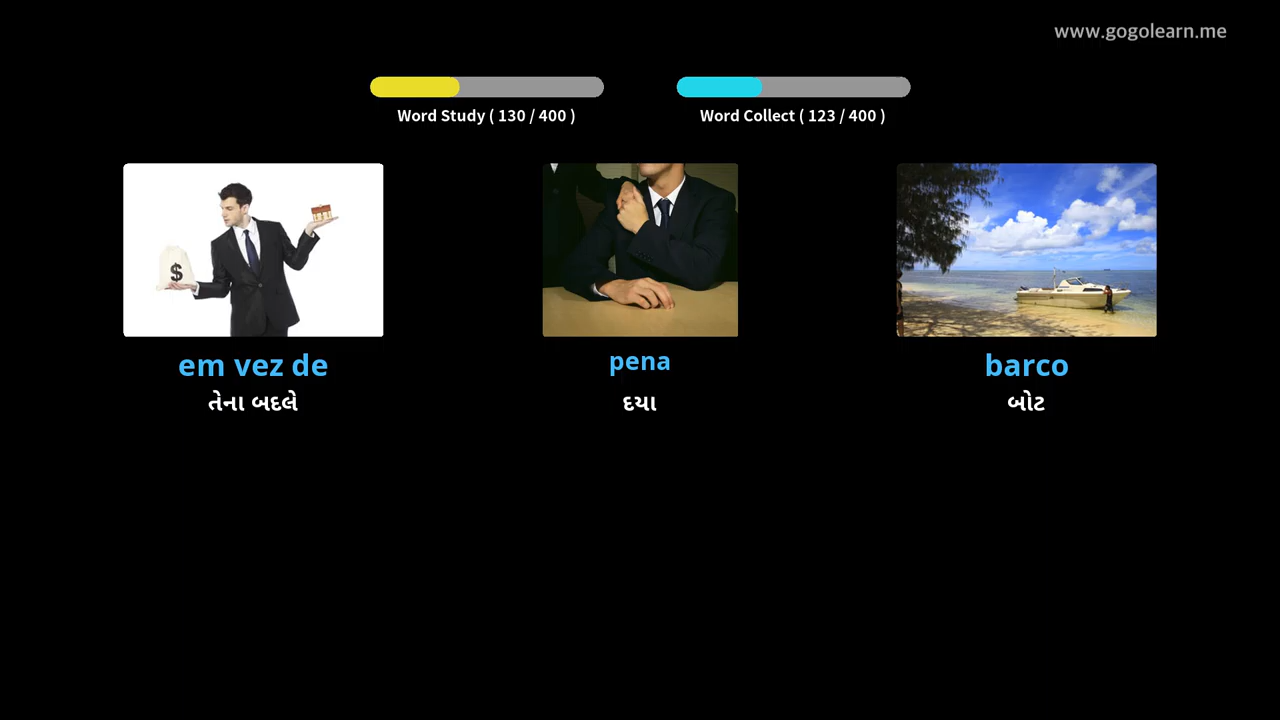 www.gogolearn.me
Word Study ( 130 / 400 )
Word Collect ( 123 / 400 )
$
em vez de
તેના બદલે
pena
દયા
barco
બોટ